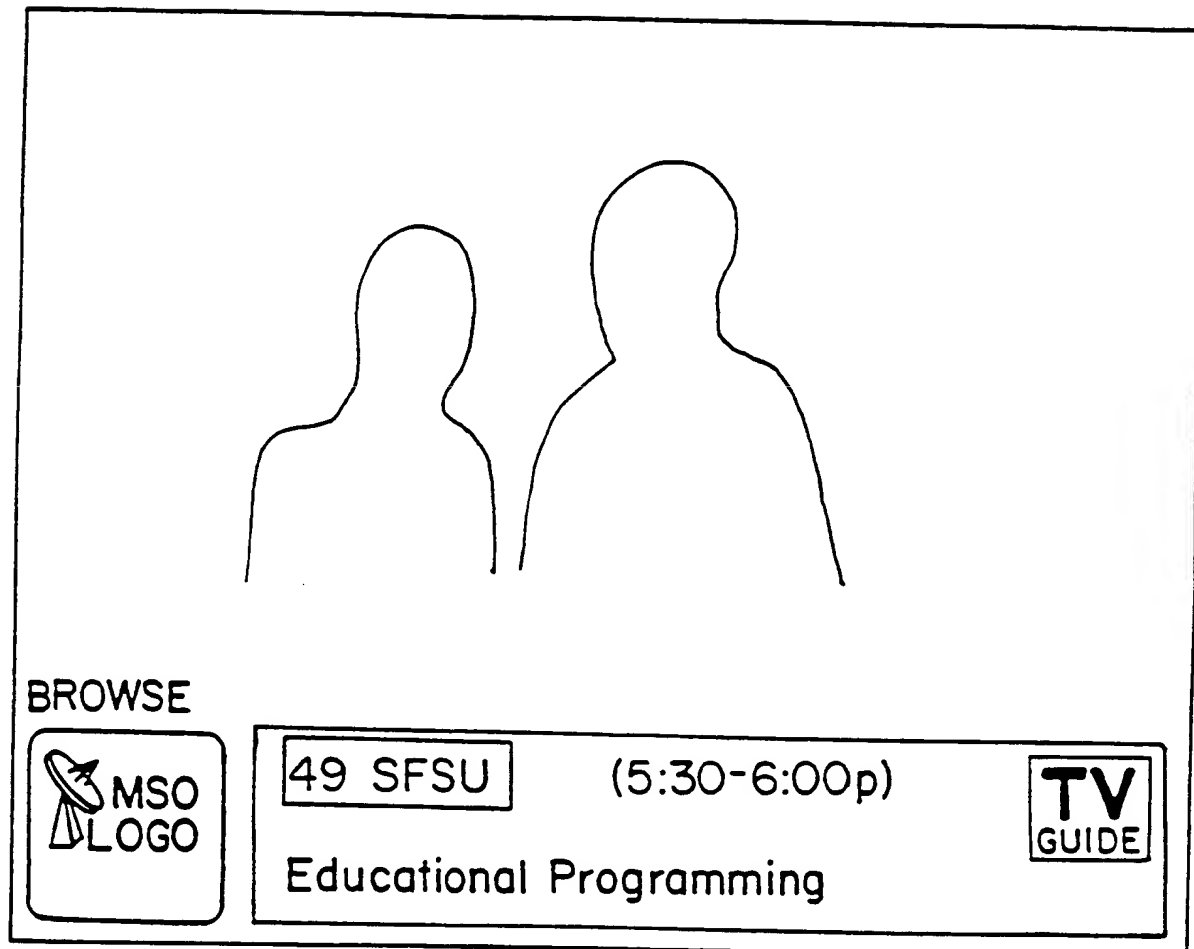 BROWSE
MSO
LOGO
49 SFSU (5:30-6:00p)
Educational Programming
TV
GUIDE